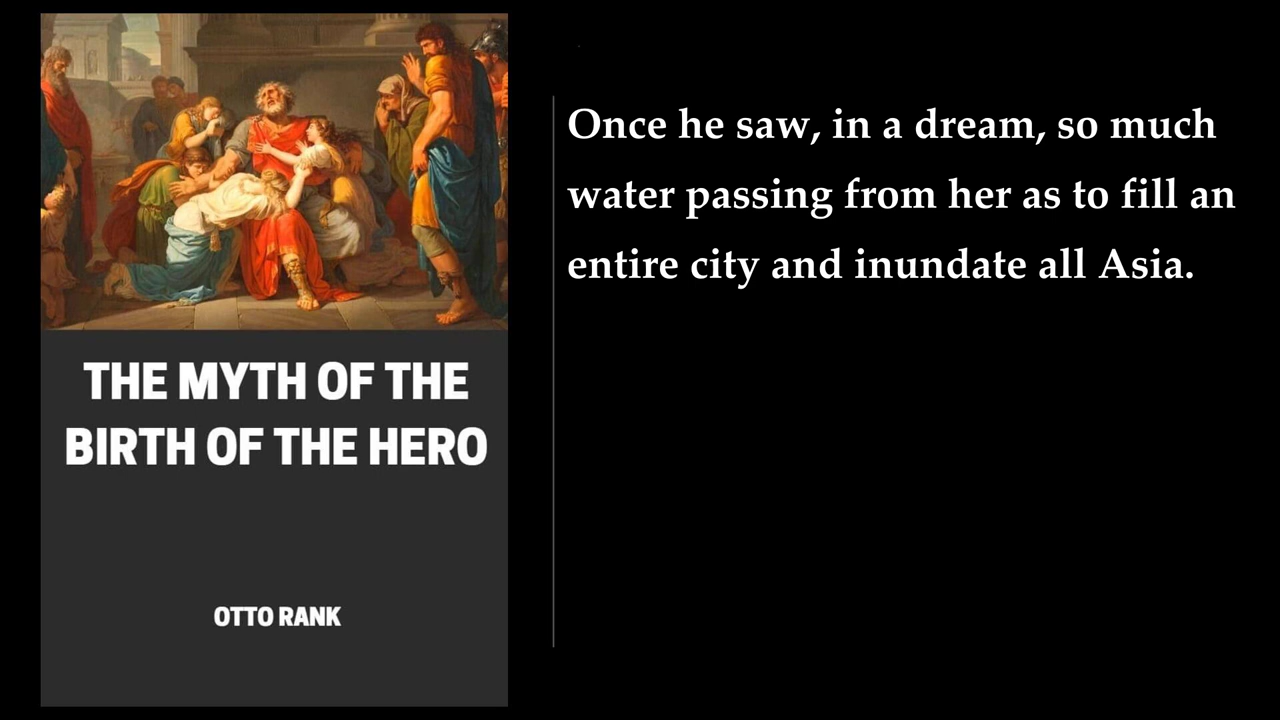 THE MYTH OF THE
BIRTH OF THE HERO
OTTO RANK
Once he saw, in a dream, so much
water passing from her as to fill an
entire city and inundate all Asia.